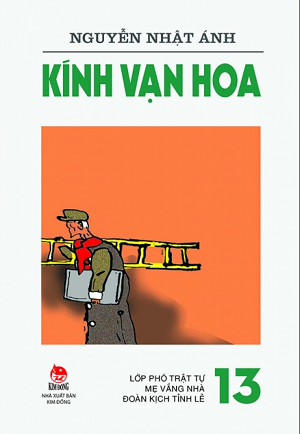 NGUYỄN NHẬT ÁNH
KÍNH VẠN HOA
LỚP PHÓ TRẬT TỰ
MẸ VẮNG NHÀ
ĐOÀN KỊCH TỈNH LẺ
13
KIM ĐỒNG
NHÀ XUẤT BẢN
KIM ĐỒNG